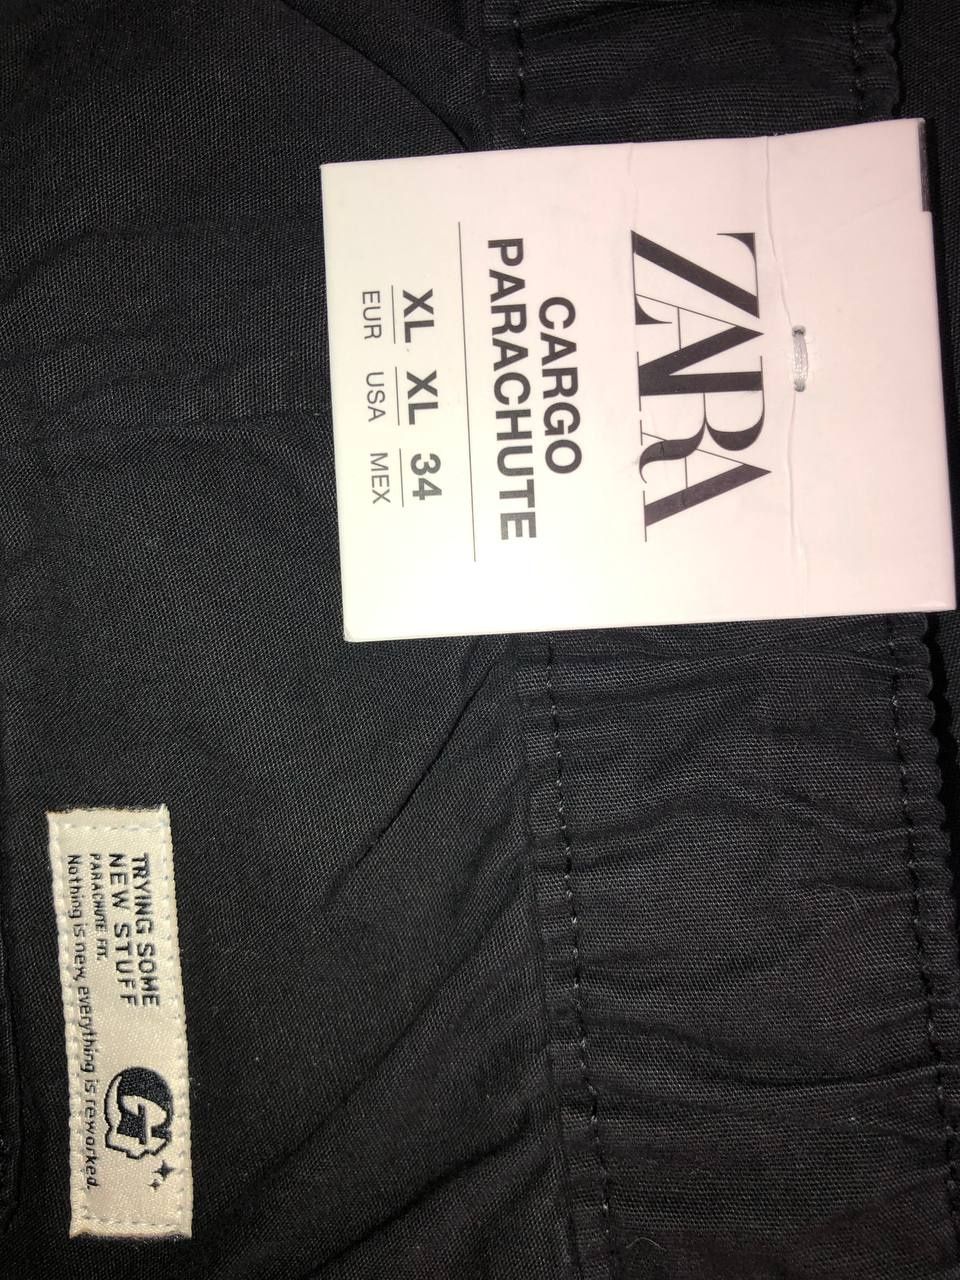 ZARA
CARGO
PARACHUTE
XL XL 34
EUR USA MEX
TRYING SOME
NEW STUFF
PARACHUTE FIT.
Nothing is new, everything is reworked.
G